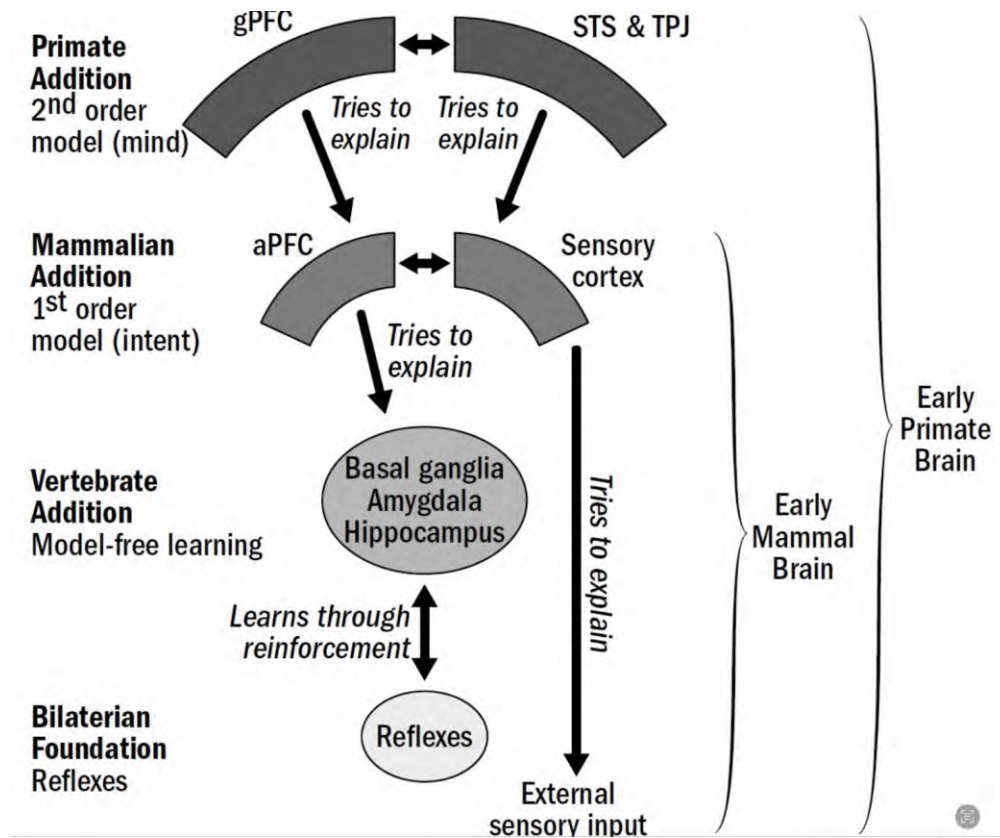 gPFC
STS & TPJ
Primate
Addition
2nd order
model (mind)
Tries to
explain
Tries to
explain
Mammalian
Addition
1st order
model (intent)
aPFC
Sensory
cortex
Tries to
explain
Vertebrate
Addition
Model-free learning
Basal ganglia
Amygdala
Hippocampus
Tries to explain
Learns through
reinforcement
Bilaterian
Foundation
Reflexes
Reflexes
External
sensory input
Early
Mammal
Brain
Early
Primate
Brain